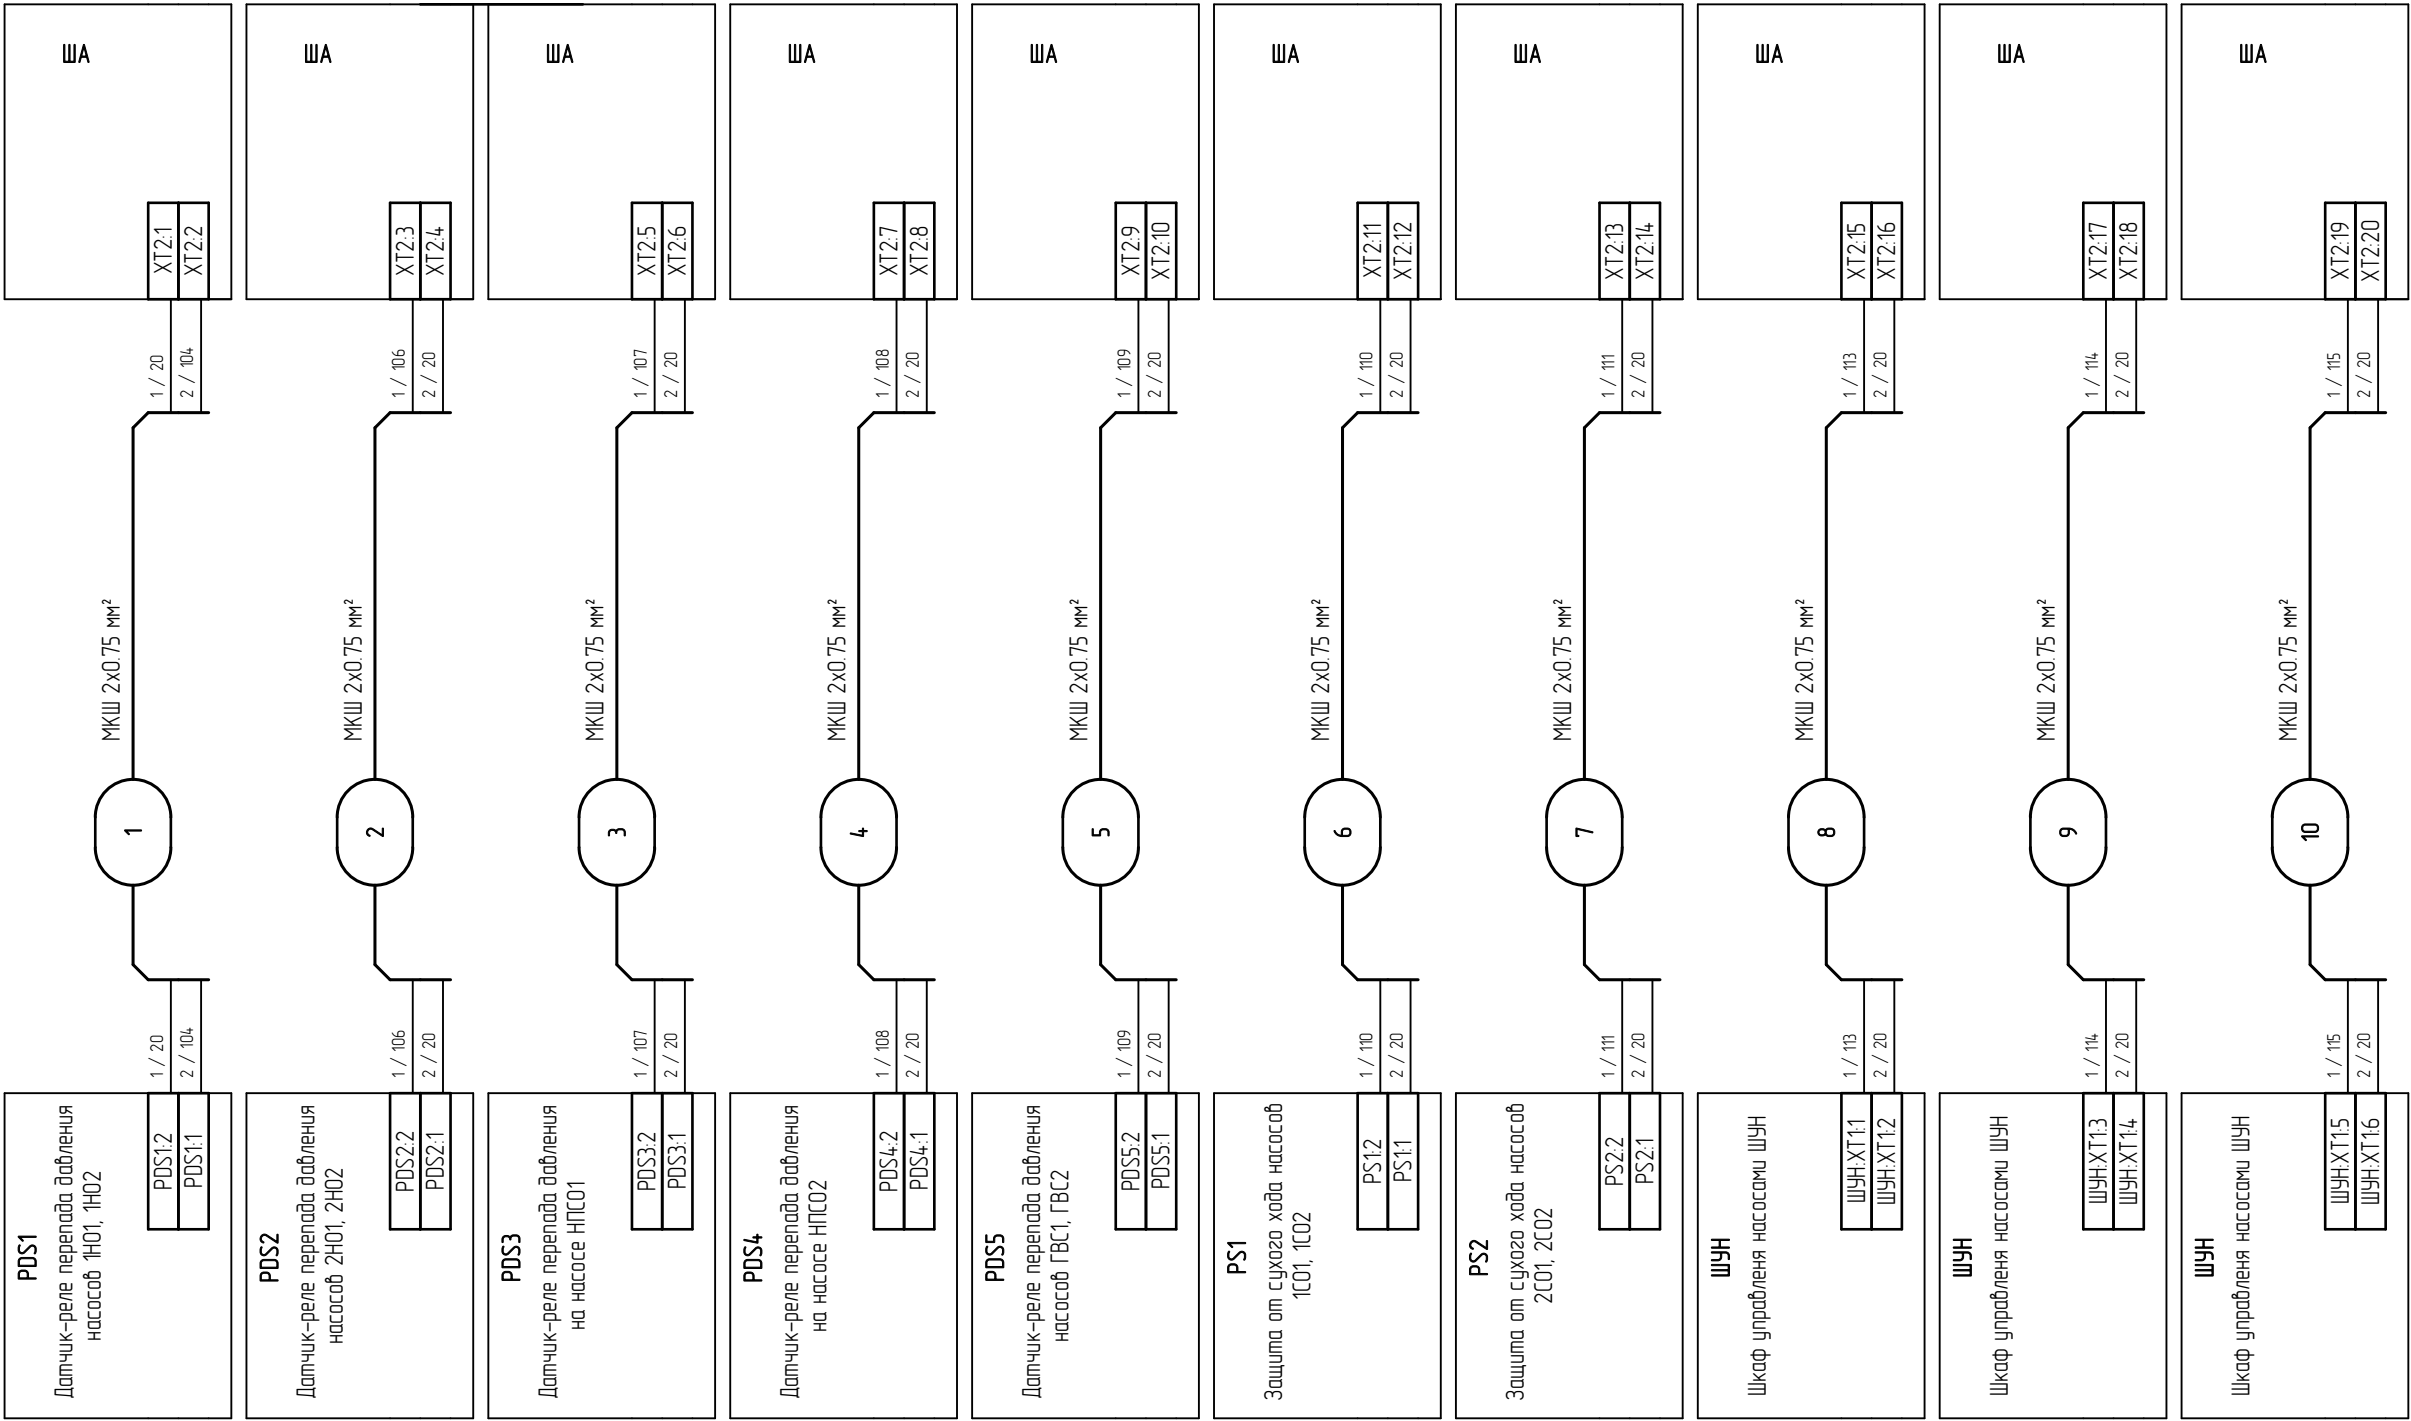 ША
XT2:1
XT2:2
1 / 20
2 / 104
МКШ 2x0.75 мм²
1
1 / 20
2 / 104
PDS1
Датчик-реле перепада давления
насосов 1НО1, 1НО2
PDS1:2
PDS1:1
ША
XT2:3
XT2:4
1 / 106
2 / 20
МКШ 2x0.75 мм²
2
1 / 106
2 / 20
PDS2
Датчик-реле перепада давления
насосов 2НО1, 2НО2
PDS2:2
PDS2:1
ША
XT2:5
XT2:6
1 / 107
2 / 20
МКШ 2x0.75 мм²
3
1 / 107
2 / 20
PDS3
Датчик-реле перепада давления
на насосе НПСО1
PDS3:2
PDS3:1
ША
XT2:7
XT2:8
1 / 108
2 / 20
МКШ 2x0.75 мм²
4
1 / 108
2 / 20
PDS4
Датчик-реле перепада давления
на насосе НПСО2
PDS4:2
PDS4:1
ША
XT2:9
XT2:10
1 / 109
2 / 20
МКШ 2x0.75 мм²
5
1 / 109
2 / 20
PDS5
Датчик-реле перепада давления
насосов ГВС1, ГВС2
PDS5:2
PDS5:1
ША
XT2:11
XT2:12
1 / 110
2 / 20
МКШ 2x0.75 мм²
6
1 / 110
2 / 20
PS1
Защита от сухого хода насосов
1СО1, 1СО2
PS1:2
PS1:1
ША
XT2:13
XT2:14
1 / 111
2 / 20
МКШ 2x0.75 мм²
7
1 / 111
2 / 20
PS2
Защита от сухого хода насосов
2СО1, 2СО2
PS2:2
PS2:1
ША
XT2:15
XT2:16
1 / 113
2 / 20
МКШ 2x0.75 мм²
8
1 / 113
2 / 20
ШУН
Шкаф управленя насосами ШУН
ШУН:XT1:1
ШУН:XT1:2
ША
XT2:17
XT2:18
1 / 114
2 / 20
МКШ 2x0.75 мм²
9
1 / 114
2 / 20
ШУН
Шкаф управленя насосами ШУН
ШУН:XT1:3
ШУН:XT1:4
ША
XT2:19
XT2:20
1 / 115
2 / 20
МКШ 2x0.75 мм²
10
1 / 115
2 / 20
ШУН
Шкаф управленя насосами ШУН
ШУН:XT1:5
ШУН:XT1:6